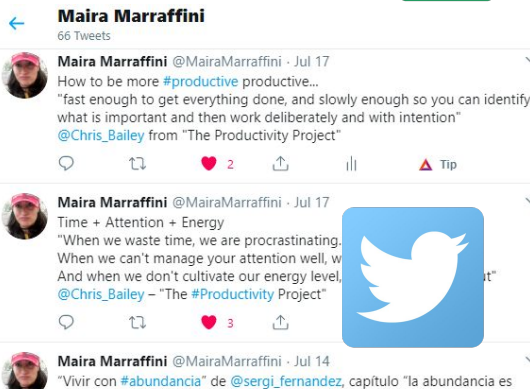 Maira Marraffini
66 Tweets
Maira Marraffini @MairaMarraffini · Jul 17
How to be more #productive productive...
"fast enough to get everything done, and slowly enough so you can identify
what is important and then work deliberately and with intention"
@Chris_Bailey from "The Productivity Project"
2
Tip
Maira Marraffini @MairaMarraffini · Jul 17
Time + Attention + Energy
"When we waste time, we are procrastinating.
When we can't manage your attention well, w
And when we don't cultivate our energy level, ut"
@Chris_Bailey – "The #Productivity Project"
3
Maira Marraffini @MairaMarraffini · Jul 14
"Vivir con #abundancia" de @sergi_fernandez, capítulo "la abundancia es